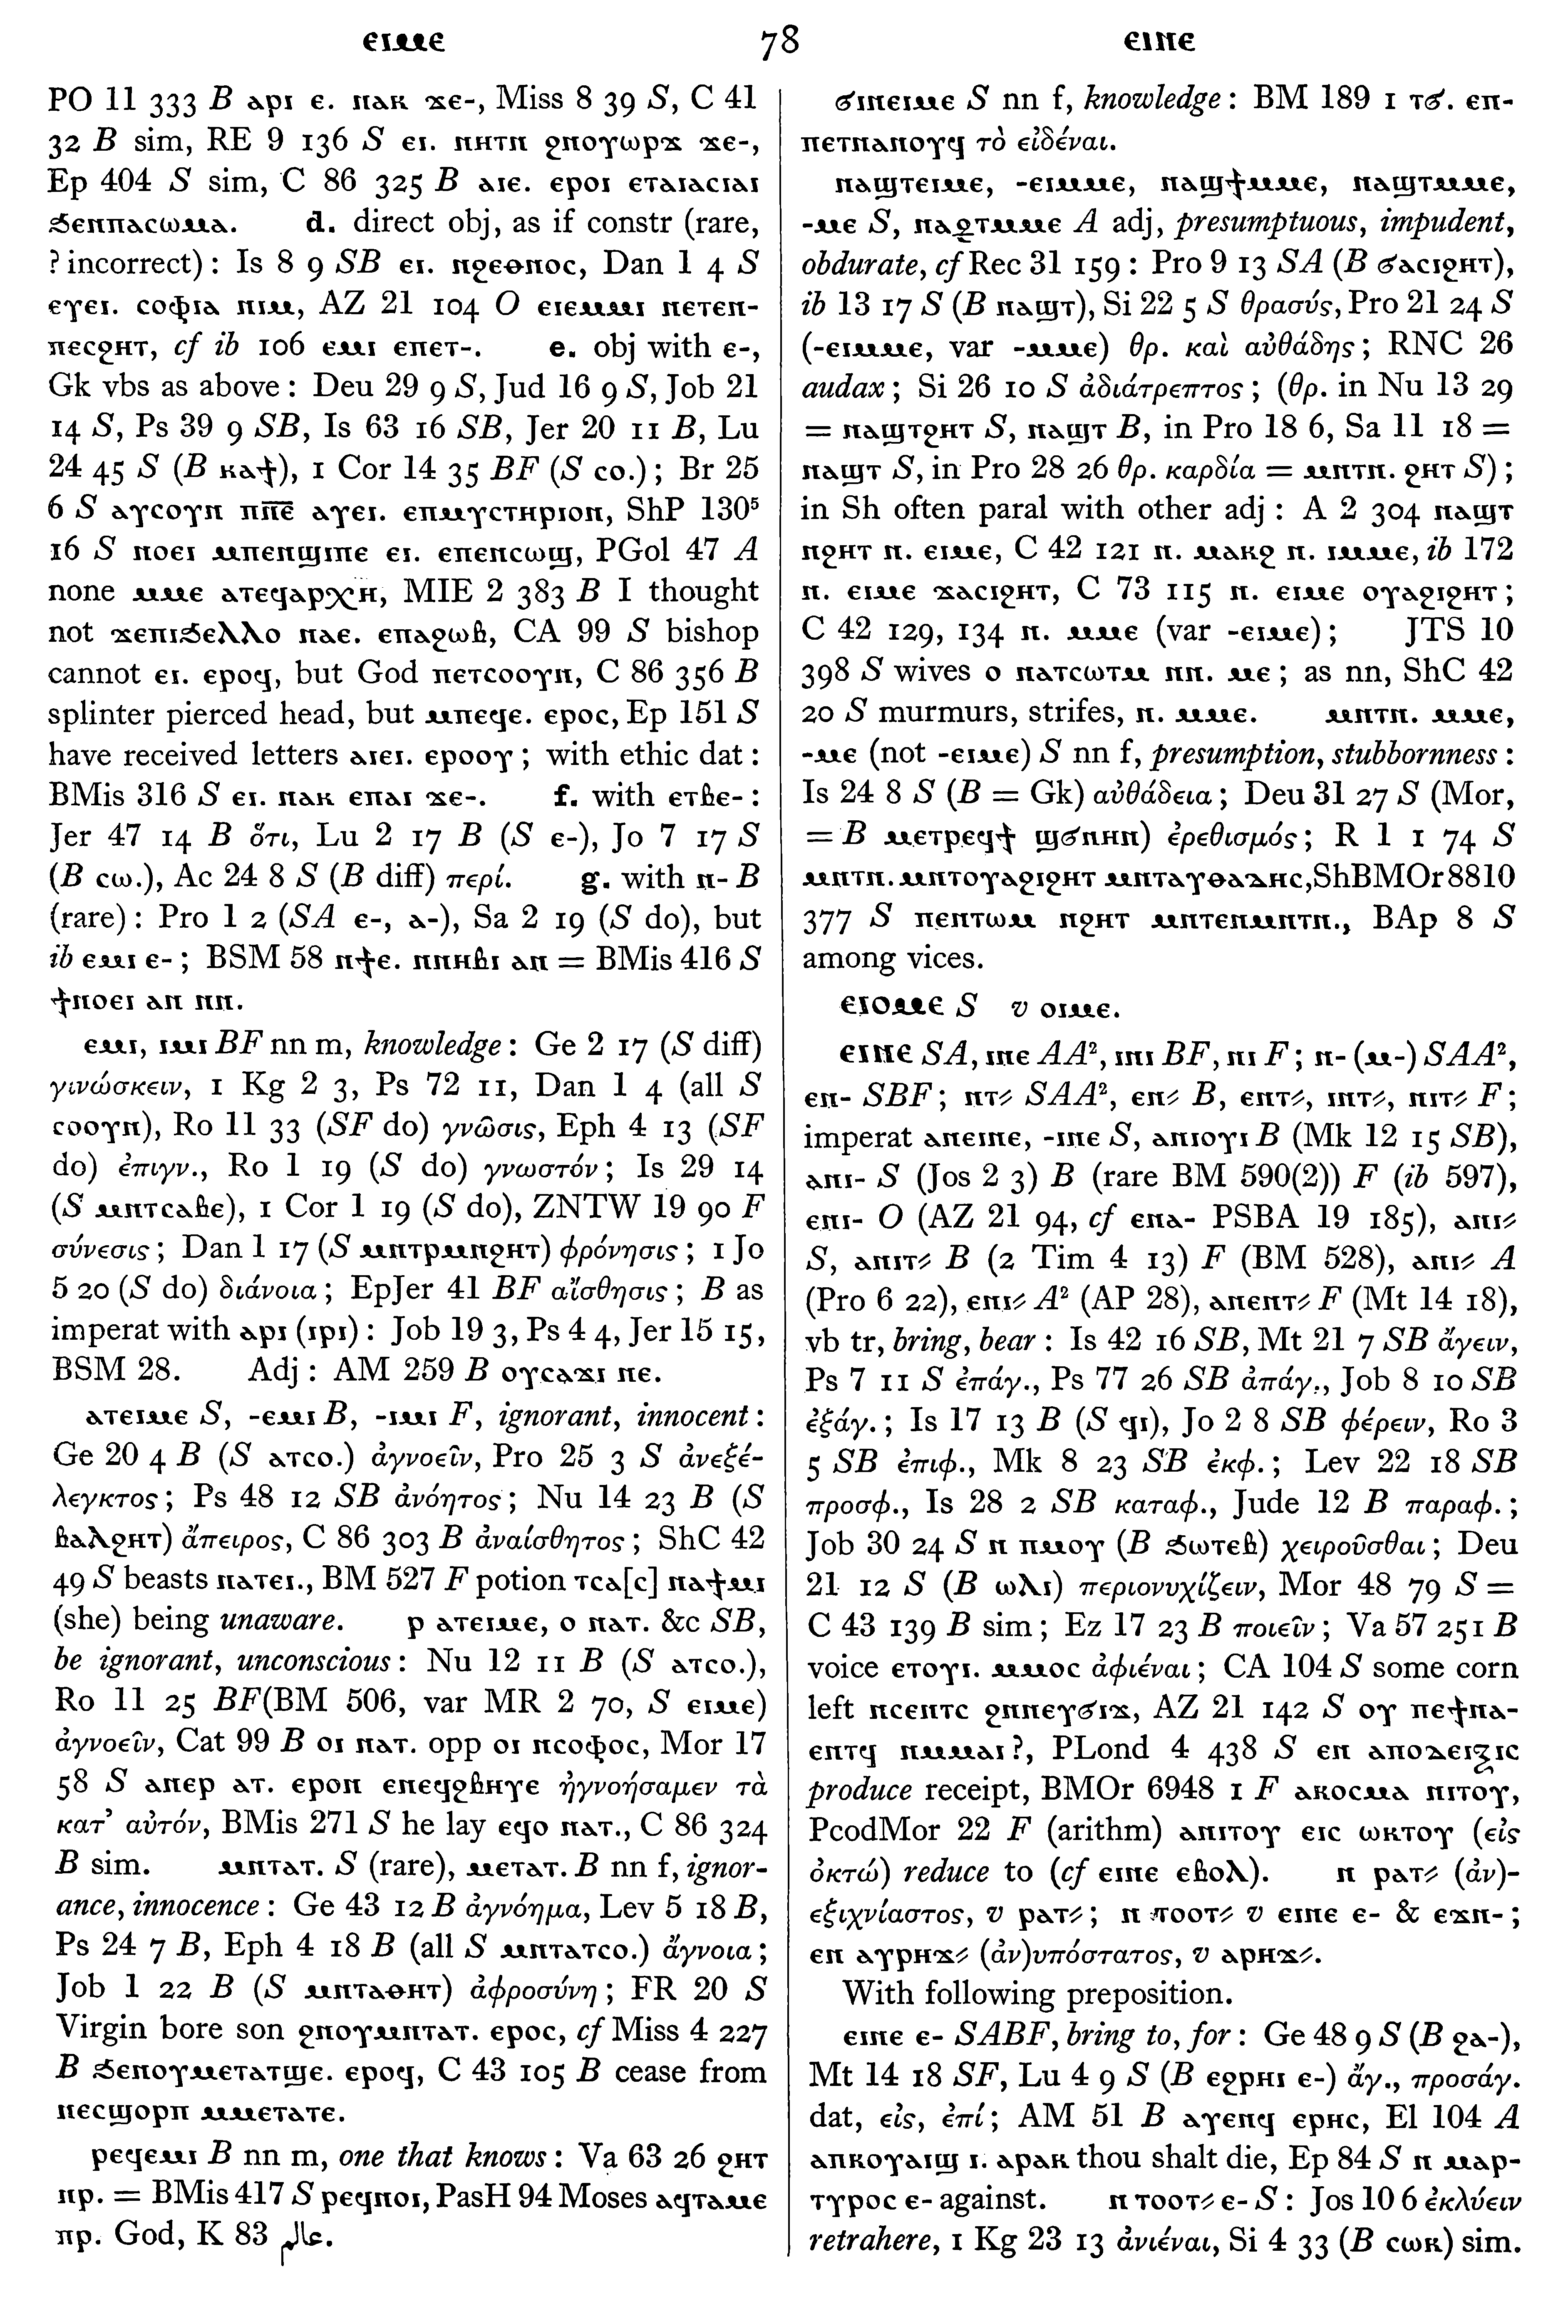 ⲉⲓⲙⲉ 78 ⲉⲓⲛⲉ
PO 11 333 B ⲁⲣⲓ ⲉ. ⲛⲁⲕ ϫⲉ-, Miss 8 39 S, C 41
32 B sim, RE 9 136 S ⲉⲓ. ⲛⲏⲧⲛ ϩⲛⲟⲩⲱⲣϫ ϫⲉ-,
Ep 404 S sim, C 86 325 B ⲁⲓⲉ. ⲉⲣⲟⲓ ⲉⲧⲁⲓⲁⲥⲓⲁⲓ
ϧⲉⲛⲡⲁⲥⲱⲙⲁ. d. direct obj, as if constr (rare,
? incorrect) : Is 8 9 SB ⲉⲓ. ⲛϩⲉⲑⲛⲟⲥ, Dan 1 4 S
ⲉⲩⲉⲓ. ⲥⲟⲫⲓⲁ ⲛⲓⲙ, AZ 21 104 O ⲉⲓⲉⲙⲙⲓ ⲡⲉⲧⲉⲛ-
ⲡⲉⲥϩⲏⲧ, cf ib 106 ⲉⲙⲓ ⲉⲡⲉⲧ-. e. obj with ⲉ-,
Gk vbs as above : Deu 29 9 S, Jud 16 9 S, Job 21
14 S, Ps 39 9 SB, Is 63 16 SB, Jer 20 11 B, Lu
24 45 S (B ⲕⲁϯ), 1 Cor 14 35 BF (S ⲥⲟ.) ; Br 25
6 S ⲁⲩⲥⲟⲩⲛ ⲡⲛ̅ⲉ̅ ⲁⲩⲉⲓ. ⲉⲡⲙⲩⲥⲧⲏⲣⲓⲟⲛ, ShP 130⁵
16 S ⲛⲟⲉⲓ ⲙⲡⲉⲛϣⲓⲡⲉ ⲉⲓ. ⲉⲡⲉⲛⲥⲱϣ, PGol 47 A
none ⲙⲙⲉ ⲁⲧⲉϥⲁⲣⲭⲏ, MIE 2 383 B I thought
not ϫⲉⲡⲓϧⲉⲗⲗⲟ ⲛⲁⲉ. ⲉⲡⲁϩⲱⲃ, CA 99 S bishop
cannot ⲉⲓ. ⲉⲣⲟϥ, but God ⲡⲉⲧⲥⲟⲟⲩⲛ, C 86 356 B
splinter pierced head, but ⲙⲡⲉϥⲉ. ⲉⲣⲟⲥ, Ep 151 S
have received letters ⲁⲓⲉⲓ. ⲉⲣⲟⲟⲩ ; with ethic dat :
BMis 316 S ⲉⲓ. ⲛⲁⲕ ⲉⲡⲁⲓ ϫⲉ-. f. with ⲉⲧⲃⲉ- :
Jer 47 14 B ὅτι, Lu 2 17 B (S ⲉ-), Jo 7 17 S
(B ⲥⲱ.), Ac 24 8 S (B diff) περί. g. with ⲛ- B
(rare) : Pro 1 2 (SA ⲉ-, ⲁ-), Sa 2 19 (S do), but
ib ⲉⲙⲓ ⲉ- ; BSM 58 ⲛϯⲉ. ⲛⲛⲏⲃⲓ ⲁⲛ = BMis 416 S
ϯⲛⲟⲉⲓ ⲁⲛ ⲛⲛ.
ⲉⲙⲓ, ⲓⲙⲓ BF nn m, knowledge : Ge 2 17 (S diff)
γινώσκειν, 1 Kg 2 3, Ps 72 11, Dan 1 4 (all S
ⲥⲟⲟⲩⲛ), Ro 11 33 (SF do) γνῶσις, Eph 4 13 (SF
do) ἐπιγν., Ro 1 19 (S do) γνωστόν ; Is 29 14
(S ⲙⲛⲧⲥⲁⲃⲉ), 1 Cor 1 19 (S do), ZNTW 19 90 F
σύνεσις ; Dan 1 17 (S ⲙⲛⲧⲣⲙⲛϩⲏⲧ) φρόνησις ; 1 Jo
5 20 (S do) διάνοια ; EpJer 41 BF αἴσθησις ; B as
imperat with ⲁⲣⲓ (ⲓⲣⲓ) : Job 19 3, Ps 4 4, Jer 15 15,
BSM 28. Adj : AM 259 B ⲟⲩⲥⲁϫⲓ ⲛⲉ.
ⲁⲧⲉⲓⲙⲉ S, -ⲉⲙⲓ B, -ⲓⲙⲓ F, ignorant, innocent :
Ge 20 4 B (S ⲁⲧⲥⲟ.) ἀγνοεῖν, Pro 25 3 S ἀνεξέ-
λεγκτος ; Ps 48 12 SB ἀνόητος ; Nu 14 23 B (S
ⲃⲁⲗϩⲏⲧ) ἄπειρος, C 86 303 B ἀναίσθητος ; ShC 42
49 S beasts ⲛⲁⲧⲉⲓ., BM 527 F potion ⲧⲥⲁ[ⲥ] ⲛⲁϯⲙⲓ
(she) being unaware. ⲣ ⲁⲧⲉⲓⲙⲉ, ⲟ ⲛⲁⲧ. &c SB,
be ignorant, unconscious : Nu 12 11 B (S ⲁⲧⲥⲟ.),
Ro 11 25 BF(BM 506, var MR 2 70, S ⲉⲓⲙⲉ)
ἀγνοεῖν, Cat 99 B ⲟⲓ ⲛⲁⲧ. opp ⲟⲓ ⲛⲥⲟⲫⲟⲥ, Mor 17
58 S ⲁⲛⲉⲣ ⲁⲧ. ⲉⲣⲟⲛ ⲉⲛⲉϥϩⲃⲏⲩⲉ ἠγνοήσαμεν τὰ
κατ’ αὐτόν, BMis 271 S he lay ⲉϥⲟ ⲛⲁⲧ., C 86 324
B sim. ⲙⲛⲧⲁⲧ. S (rare), ⲙⲉⲧⲁⲧ. B nn f, ignor-
ance, innocence : Ge 43 12 B ἀγνόημα, Lev 5 18 B,
Ps 24 7 B, Eph 4 18 B (all S ⲙⲛⲧⲁⲧⲥⲟ.) ἄγνοια ;
Job 1 22 B (S ⲙⲛⲧⲁⲑⲏⲧ) ἀφροσύνη ; FR 20 S
Virgin bore son ϩⲛⲟⲩⲙⲛⲧⲁⲧ. ⲉⲣⲟⲥ, cf Miss 4 227
B ϧⲉⲛⲟⲩⲙⲉⲧⲁⲧϣⲉ. ⲉⲣⲟϥ, C 43 105 B cease from
ⲡⲉⲥϣⲟⲣⲡ ⲙⲙⲉⲧⲁⲧⲉ.
ⲣⲉϥⲉⲙⲓ B nn m, one that knows : Va 63 26 ϩⲏⲧ
ⲛⲣ. = BMis 417 S ⲣⲉϥⲛⲟⲓ, PasH 94 Moses ⲁϥⲧⲁⲙⲉ
ⲡⲣ. God, K 83 عالم.
ϭⲓⲛⲉⲓⲙⲉ S nn f, knowledge : BM 189 1 ⲧϭ. ⲉⲛ-
ⲡⲉⲧⲛⲁⲛⲟⲩϥ τὸ εἰδέναι.
ⲛⲁϣⲧⲉⲓⲙⲉ, -ⲉⲓⲙⲙⲉ, ⲛⲁϣϯⲙⲙⲉ, ⲛⲁϣⲧⲙⲙⲉ,
-ⲙⲉ S, ⲛⲁϩⲧⲙⲙⲉ A adj, presumptuous, impudent,
obdurate, cf Rec 31 159 : Pro 9 13 SA (B ϭⲁⲥⲓϩⲏⲧ),
ib 13 17 S (B ⲛⲁϣⲧ), Si 22 5 S θρασύς, Pro 21 24 S
(-ⲉⲓⲙⲙⲉ, var -ⲙⲙⲉ) θρ. καὶ αὐθάδης ; RNC 26
audax ; Si 26 10 S ἀδιάτρεπτος ; (θρ. in Nu 13 29
= ⲛⲁϣⲧϩⲏⲧ S, ⲛⲁϣⲧ B, in Pro 18 6, Sa 11 18 =
ⲛⲁϣⲧ S, in Pro 28 26 θρ. καρδία = ⲙⲛⲧⲛ. ϩⲏⲧ S) ;
in Sh often paral with other adj : A 2 304 ⲛⲁϣⲧ
ⲛϩⲏⲧ ⲛ. ⲉⲓⲙⲉ, C 42 121 ⲛ. ⲙⲁⲕϩ ⲛ. ⲓⲙⲙⲉ, ib 172
ⲛ. ⲉⲓⲙⲉ ϫⲁⲥⲓϩⲏⲧ, C 73 115 ⲛ. ⲉⲓⲙⲉ ⲟⲩⲁϩⲓϩⲏⲧ ;
C 42 129, 134 ⲛ. ⲙⲙⲉ (var -ⲉⲓⲙⲉ) ; JTS 10
398 S wives ⲟ ⲛⲁⲧⲥⲱⲧⲙ ⲛⲛ. ⲙⲉ ; as nn, ShC 42
20 S murmurs, strifes, ⲛ. ⲙⲙⲉ. ⲙⲛⲧⲛ. ⲙⲙⲉ,
-ⲙⲉ (not -ⲉⲓⲙⲉ) S nn f, presumption, stubbornness :
Is 24 8 S (B = Gk) αὐθάδεια ; Deu 31 27 S (Mor,
= B ⲙⲉⲧⲣⲉϥϯ ϣϭⲛⲏⲛ) ἐρεθισμός ; R 1 1 74 S
ⲙⲛⲧⲛ. ⲙⲛⲧⲟⲩⲁϩⲓϩⲏⲧ ⲙⲛⲧⲁⲩⲑⲁⲇⲏⲥ, ShBMOr 8810
377 S ⲡⲉⲛⲧⲱⲙ ⲛϩⲏⲧ ⲙⲛⲧⲉⲛⲙⲛⲧⲛ., BAp 8 S
among vices.
ⲉⲓⲟⲙⲉ S v ⲟⲓⲙⲉ.
ⲉⲓⲛⲉ SA, ⲓⲛⲉ AA², ⲓⲛⲓ BF, ⲛⲓ F ; ⲛ- (ⲙ-) SAA²,
ⲉⲛ- SBF ; ⲛⲧ⸗ SAA², ⲉⲛ⸗ B, ⲉⲛⲧ⸗, ⲓⲛⲧ⸗, ⲛⲓⲧ⸗ F ;
imperat ⲁⲛⲉⲓⲛⲉ, -ⲓⲛⲉ S, ⲁⲛⲓⲟⲩⲓ B (Mk 12 15 SB),
ⲁⲛⲓ- S (Jos 2 3) B (rare BM 590(2)) F (ib 597),
ⲉⲛⲓ- O (AZ 21 94, cf ⲉⲛⲁ- PSBA 19 185), ⲁⲛⲓ⸗
S, ⲁⲛⲓⲧ⸗ B (2 Tim 4 13) F (BM 528), ⲁⲛⲓ⸗ A
(Pro 6 22), ⲉⲛⲓ⸗ A² (AP 28), ⲁⲛⲉⲛⲧ⸗ F (Mt 14 18),
vb tr, bring, bear : Is 42 16 SB, Mt 21 7 SB ἄγειν,
Ps 7 11 S ἐπάγ., Ps 77 26 SB ἀπάγ., Job 8 10 SB
ἐξάγ. ; Is 17 13 B (S ϥⲓ), Jo 2 8 SB φέρειν, Ro 3
5 SB ἐπιφ., Mk 8 23 SB ἐκφ. ; Lev 22 18 SB
προσφ., Is 28 2 SB καταφ., Jude 12 B παραφ. ;
Job 30 24 S ⲛ ⲡⲙⲟⲩ (B ϧⲱⲧⲉⲃ) χειροῦσθαι ; Deu
21 12 S (B ⲱⲗⲓ) περιονυχίζειν, Mor 48 79 S =
C 43 139 B sim ; Ez 17 23 B ποιεῖν ; Va 57 251 B
voice ⲉⲧⲟⲩⲓ. ⲙⲙⲟⲥ ἀφιέναι ; CA 104 S some corn
left ⲛⲥⲉⲛⲧⲥ ϩⲛⲛⲉⲩϭⲓϫ, AZ 21 142 S ⲟⲩ ⲡⲉϯⲛⲁ-
ⲉⲛⲧϥ ⲛⲙⲙⲁⲓ ?, PLond 4 438 S ⲉⲛ ⲁⲡⲟⲇⲉⲓⲝⲓⲥ
produce receipt, BMOr 6948 1 F ⲁⲕⲟⲥⲙⲁ ⲛⲓⲧⲟⲩ,
PcodMor 22 F (arithm) ⲁⲛⲓⲧⲟⲩ ⲉⲓⲥ ⲱⲕⲧⲟⲩ (εἰς
ὀκτώ) reduce to (cf ⲉⲓⲛⲉ ⲉⲃⲟⲗ). ⲛ ⲣⲁⲧ⸗ (ἀν)-
εξιχνίαστος, v ⲣⲁⲧ⸗ ; ⲛ ⲧⲟⲟⲧ⸗ v ⲉⲓⲛⲉ ⲉ- & ⲉϫⲛ- ;
ⲉⲛ ⲁⲩⲣⲏϫ⸗ (ἀν)υπόστατος, v ⲁⲣⲏϫ⸗.
With following preposition.
ⲉⲓⲛⲉ ⲉ- SABF, bring to, for : Ge 48 9 S (B ϩⲁ-),
Mt 14 18 SF, Lu 4 9 S (B ⲉϩⲣⲏⲓ ⲉ-) ἄγ., προσάγ.
dat, εἰς, ἐπί ; AM 51 B ⲁⲩⲉⲛϥ ⲉⲣⲏⲥ, El 104 A
ⲁⲡⲕⲟⲩⲁⲓϣ ⲓ. ⲁⲣⲁⲕ thou shalt die, Ep 84 S ⲛ ⲙⲁⲣ-
ⲧⲩⲣⲟⲥ ⲉ- against. ⲛ ⲧⲟⲟⲧ⸗ ⲉ- S : Jos 10 6 ἐκλύειν
retrahere, 1 Kg 23 13 ἀνιέναι, Si 4 33 (B ⲥⲱⲕ) sim.